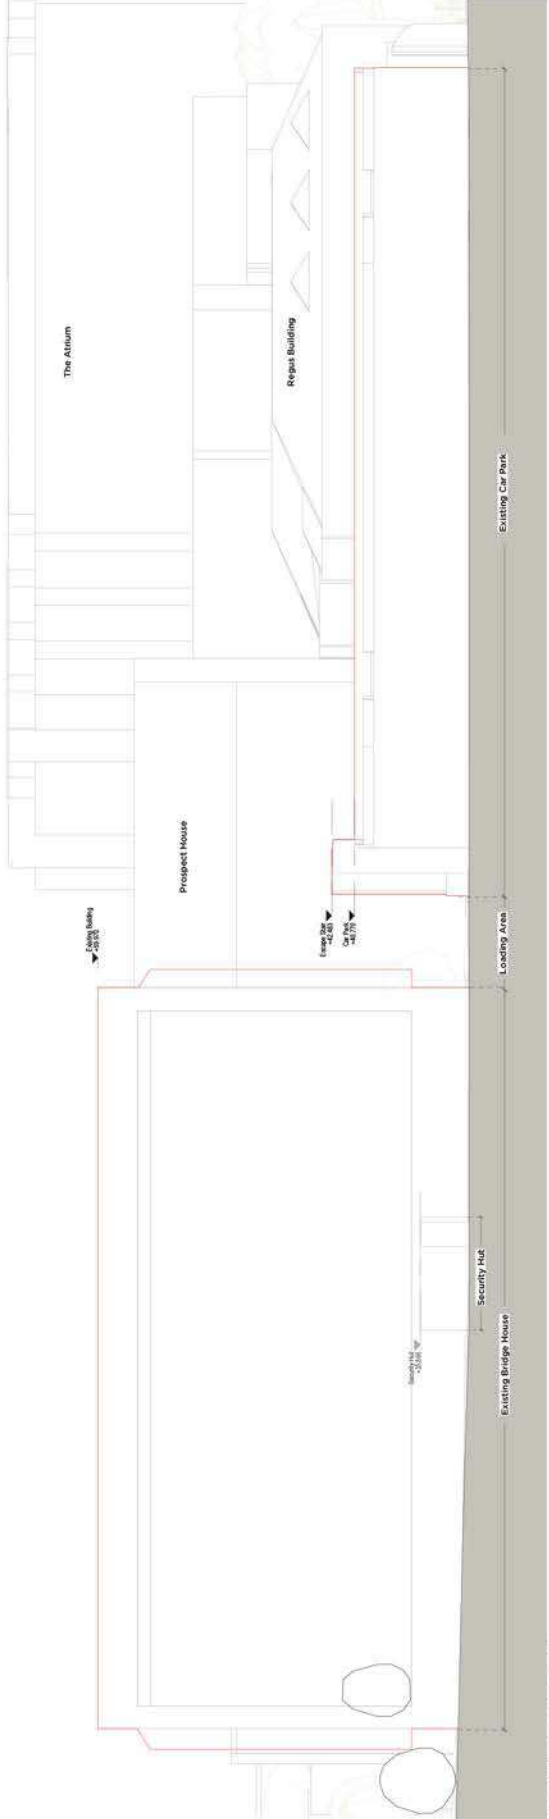 The Atrium
Existing Building
Prospect House
Regus Building
Escape Stair
Car Park
Security Hut
Security Hut
Existing Bridge House
Loading Area
Existing Car Park